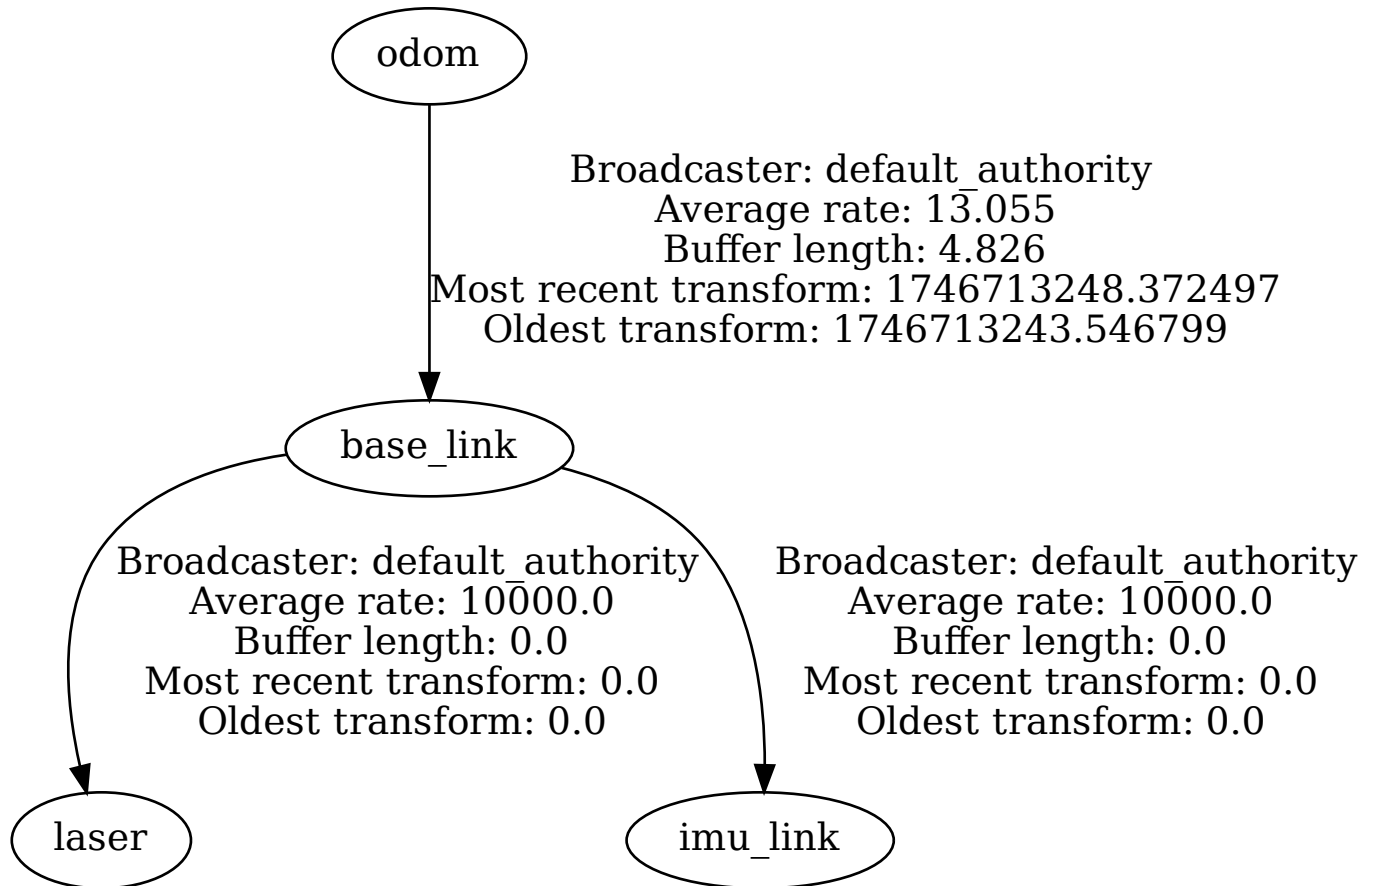 odom
Broadcaster: default_authority
Average rate: 13.055
Buffer length: 4.826
Most recent transform: 1746713248.372497
Oldest transform: 1746713243.546799
base_link
Broadcaster: default_authority
Average rate: 10000.0
Buffer length: 0.0
Most recent transform: 0.0
Oldest transform: 0.0
Broadcaster: default_authority
Average rate: 10000.0
Buffer length: 0.0
Most recent transform: 0.0
Oldest transform: 0.0
laser
imu_link